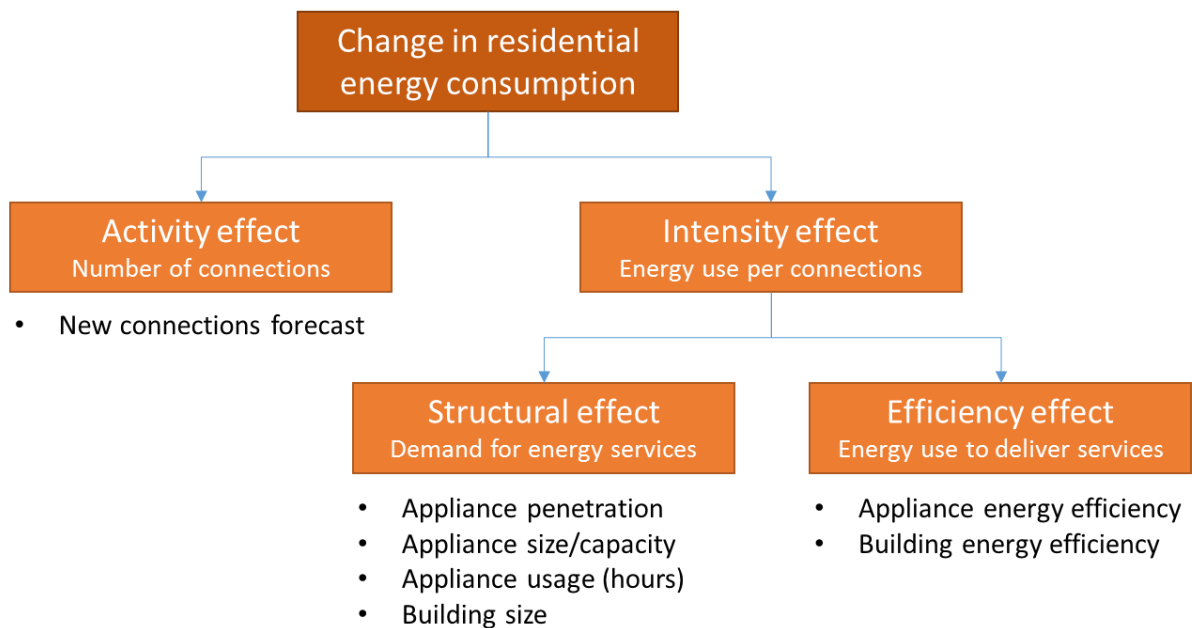 Change in residential
energy consumption
Activity effect
Number of connections
Intensity effect
Energy use per connections
• New connections forecast
Structural effect
Demand for energy services
Efficiency effect
Energy use to deliver services
• Appliance penetration
• Appliance size/capacity
• Appliance usage (hours)
• Building size
• Appliance energy efficiency
• Building energy efficiency